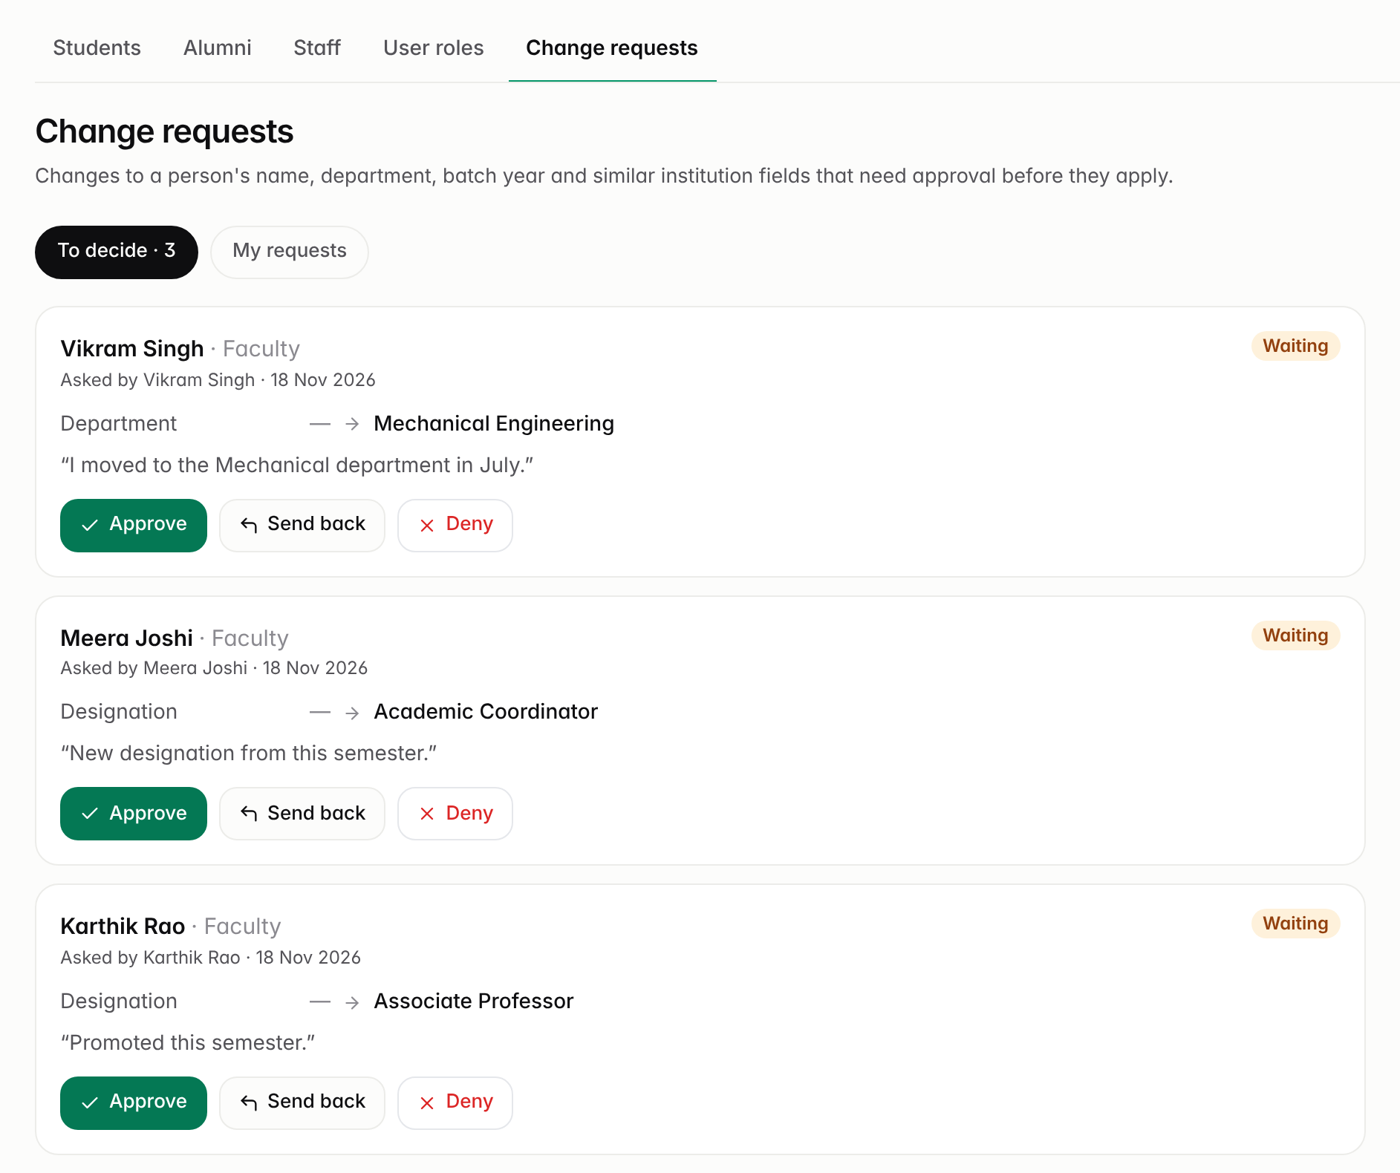 Students Alumni Staff User roles Change requests
Change requests
Changes to a person's name, department, batch year and similar institution fields that need approval before they apply.
To decide · 3 My requests
Vikram Singh · Faculty Waiting
Asked by Vikram Singh · 18 Nov 2026
Department — → Mechanical Engineering
“I moved to the Mechanical department in July.”
Approve Send back Deny
Meera Joshi · Faculty Waiting
Asked by Meera Joshi · 18 Nov 2026
Designation — → Academic Coordinator
“New designation from this semester.”
Approve Send back Deny
Karthik Rao · Faculty Waiting
Asked by Karthik Rao · 18 Nov 2026
Designation — → Associate Professor
“Promoted this semester.”
Approve Send back Deny